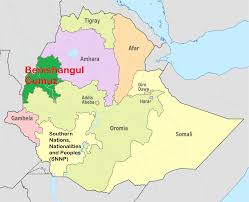 Tigray
Amhara
Afar
Benishangul
Gumuz
Dire
Dawa
Addis
Ababa
Harar
Gambela
Oromia
Somali
Southern
Nations,
Nationalities
and Peoples
(SNNP)